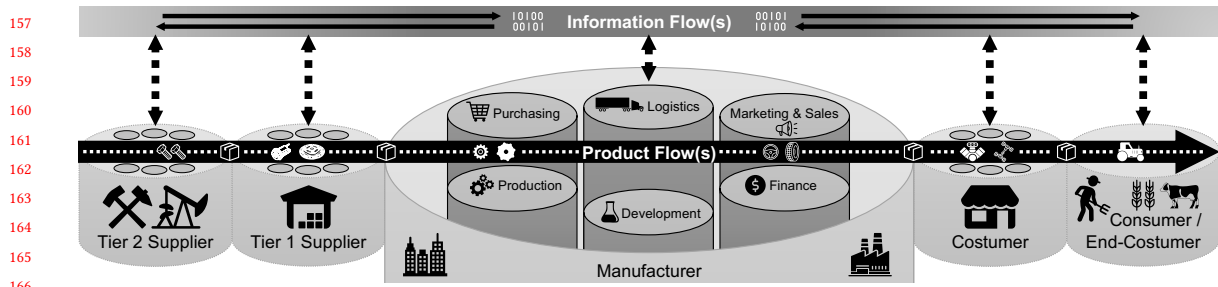 157
10100 Information Flow(s) 00101
00101 10100
158
159
160
Purchasing Logistics Marketing & Sales
161
Product Flow(s)
162
Production Finance
163
Development
164
Tier 2 Supplier Tier 1 Supplier Costumer Consumer /
End-Costumer
165
Manufacturer
166